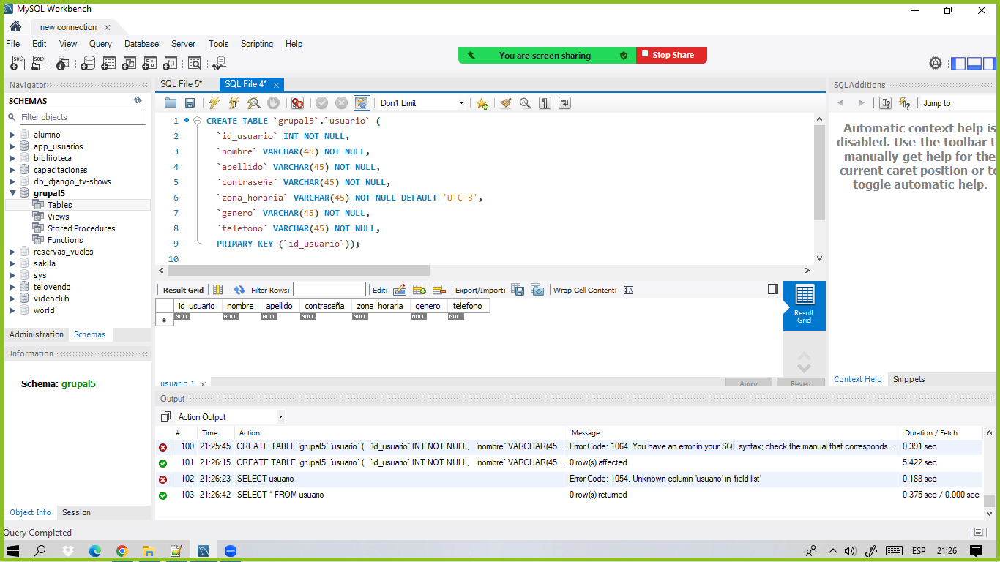 MySQL Workbench
new connection
File Edit View Query Database Server Tools Scripting Help
You are screen sharing Stop Share
Navigator
SCHEMAS
Filter objects
alumno
app_usuarios
bibliioteca
capacitaciones
db_django_tv-shows
grupal5
Tables
Views
Stored Procedures
Functions
reservas_vuelos
sakila
sys
telovendo
videoclub
world
Administration Schemas
Information
Schema: grupal5
Object Info Session
SQL File 5* SQL File 4*
Don't Limit
1 CREATE TABLE `grupal5`.`usuario` (
2 `id_usuario` INT NOT NULL,
3 `nombre` VARCHAR(45) NOT NULL,
4 `apellido` VARCHAR(45) NOT NULL,
5 `contraseña` VARCHAR(45) NOT NULL,
6 `zona_horaria` VARCHAR(45) NOT NULL DEFAULT 'UTC-3',
7 `genero` VARCHAR(45) NOT NULL,
8 `telefono` VARCHAR(45) NOT NULL,
9 PRIMARY KEY (`id_usuario`));
10
Result Grid Filter Rows: Edit: Export/Import: Wrap Cell Content:
id_usuario nombre apellido contraseña zona_horaria genero telefono
NULL NULL NULL NULL NULL NULL NULL
Result
Grid
usuario 1 Apply Revert
SQLAdditions
Jump to
Automatic context help is
disabled. Use the toolbar t
manually get help for the
current caret position or to
toggle automatic help.
Context Help Snippets
Output
Action Output
# Time Action Message Duration / Fetch
100 21:25:45 CREATE TABLE `grupal5`.`usuario` ( `id_usuario` INT NOT NULL, `nombre` VARCHAR(45... Error Code: 1064. You have an error in your SQL syntax; check the manual that corresponds ... 0.391 sec
101 21:26:15 CREATE TABLE `grupal5`.`usuario` ( `id_usuario` INT NOT NULL, `nombre` VARCHAR(45... 0 row(s) affected 5.422 sec
102 21:26:23 SELECT usuario Error Code: 1054. Unknown column 'usuario' in 'field list' 0.188 sec
103 21:26:42 SELECT * FROM usuario 0 row(s) returned 0.375 sec / 0.000 sec
Query Completed
zoom
ESP 21:26